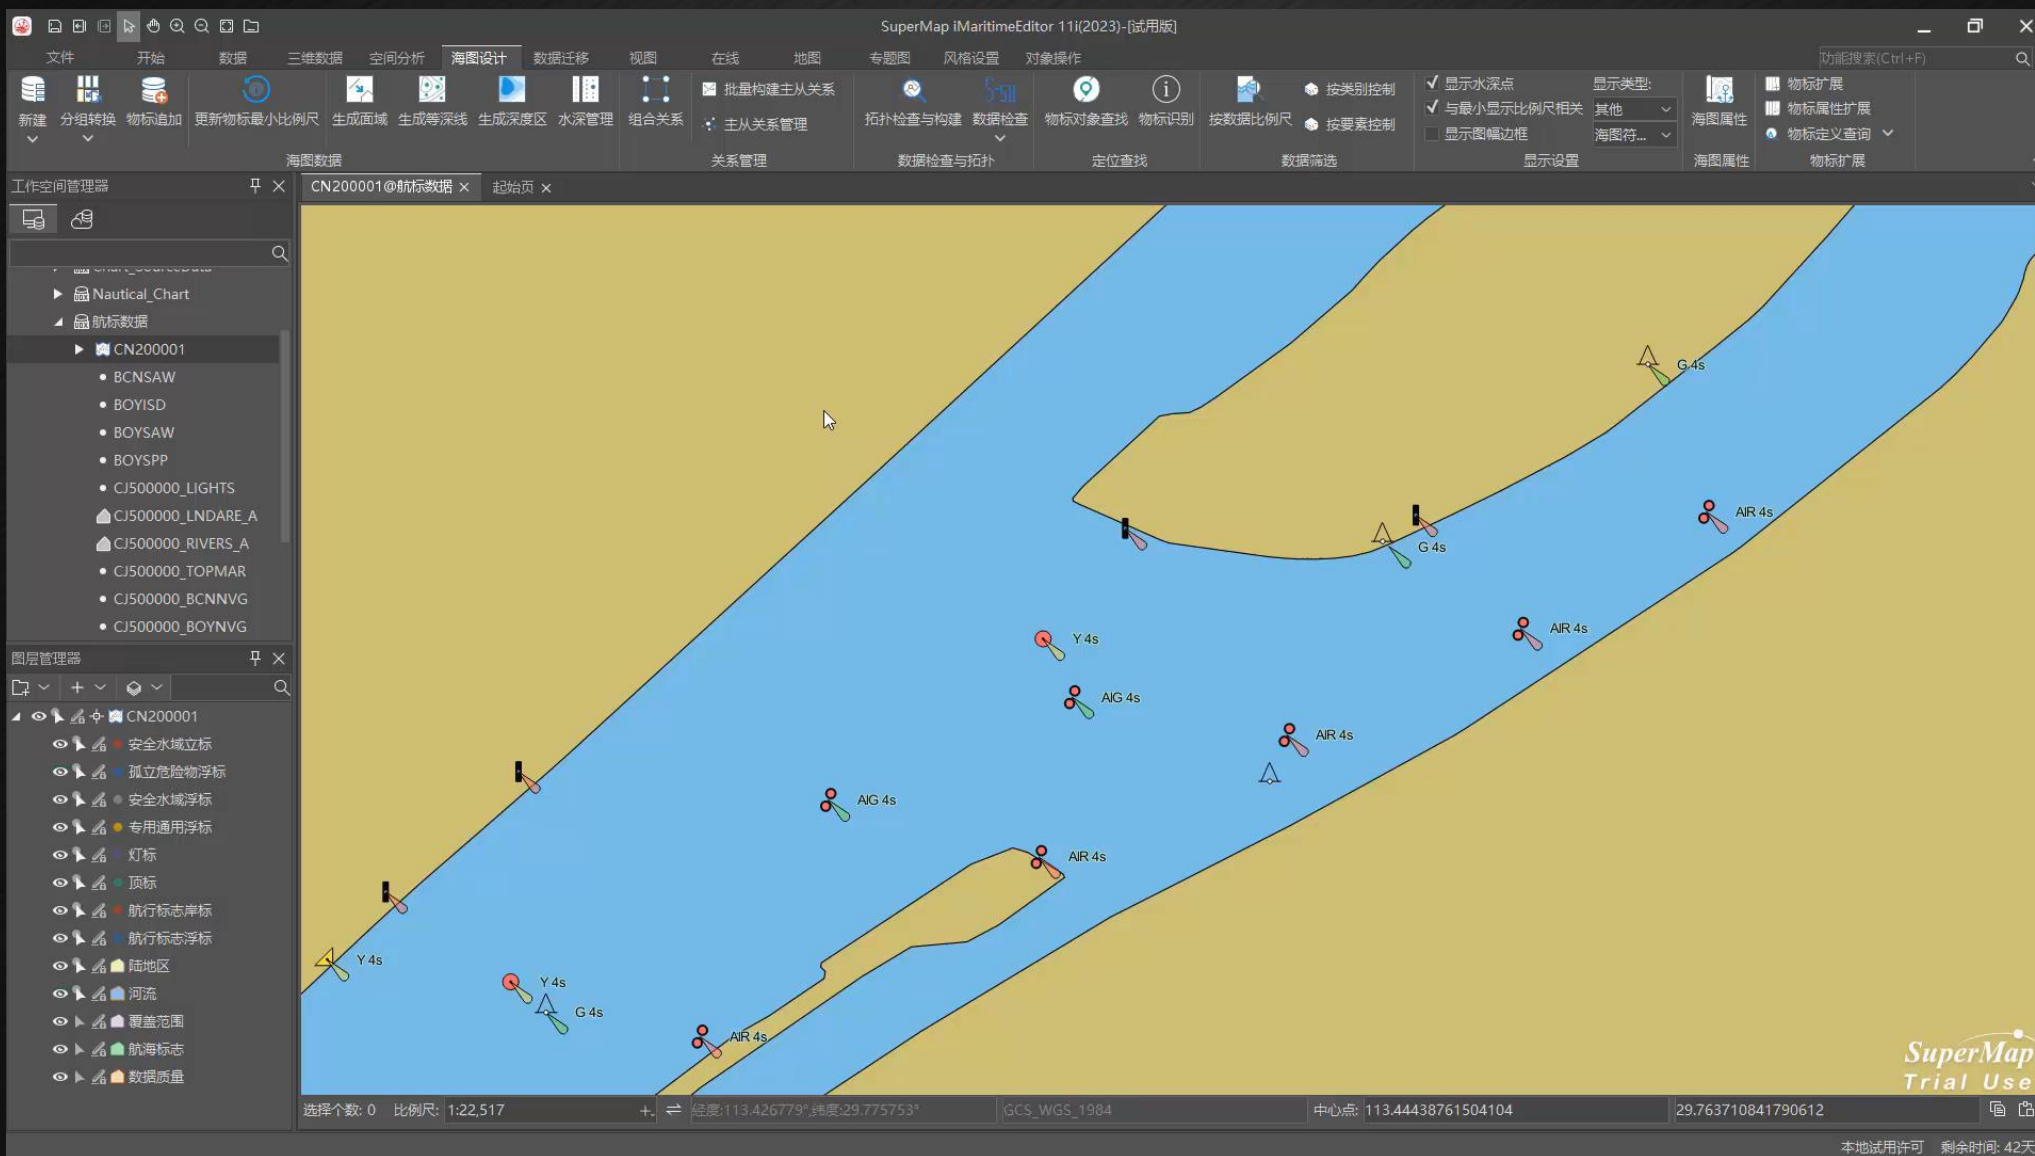 SuperMap iMaritimeEditor 11i(2023)-[试用版]
文件 开始 数据 三维数据 空间分析 海图设计 数据迁移 视图 在线 地图 专题图 风格设置 对象操作 功能搜索(Ctrl+F)
新建 分组转换 物标追加 更新物标最小比例尺 生成面域 生成等深线 生成深度区 水深管理
海图数据
组合关系 批量构建主从关系
主从关系管理
关系管理
拓扑检查与构建 数据检查
数据检查与拓扑
物标对象查找 物标识别
定位查找
按数据比例尺 按类别控制
按要素控制
数据筛选
显示水深点 显示类型:
与最小显示比例尺相关 其他
显示图幅边框 海图符...
显示设置
海图属性
海图属性
物标扩展
物标属性扩展
物标定义查询
物标扩展
工作空间管理器
CN200001@航标数据 起始页
Nautical_Chart
航标数据
CN200001
BCNSAW
BOYISD
BOYSAW
BOYSPP
CJ500000_LIGHTS
CJ500000_LNDARE_A
CJ500000_RIVERS_A
CJ500000_TOPMAR
CJ500000_BCNNVG
CJ500000_BOYNVG
图层管理器
CN200001
安全水域立标
孤立危险物浮标
安全水域浮标
专用通用浮标
灯标
顶标
航行标志岸标
航行标志浮标
陆地区
河流
覆盖范围
航海标志
数据质量
G 4s
AlR 4s
G 4s
AlR 4s
Y 4s
AlG 4s
AlR 4s
AlG 4s
AlR 4s
Y 4s
Y 4s
G 4s
AlR 4s
SuperMap
Trial Use
选择个数: 0 比例尺: 1:22,517 经度:113.426779°,纬度:29.775753° GCS_WGS_1984 中心点: 113.44438761504104 29.763710841790612
本地试用许可 剩余时间: 42天